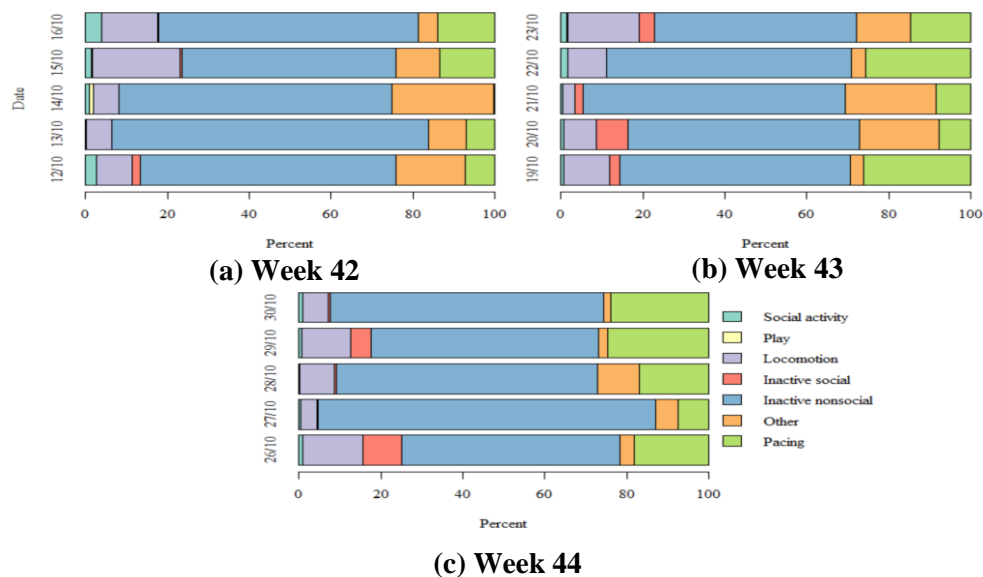 Date
16/10
15/10
14/10
13/10
12/10
0 20 40 60 80 100
Percent
(a) Week 42
23/10
22/10
21/10
20/10
19/10
0 20 40 60 80 100
Percent
(b) Week 43
30/10
29/10
28/10
27/10
26/10
0 20 40 60 80 100
Percent
Social activity
Play
Locomotion
Inactive social
Inactive nonsocial
Other
Pacing
(c) Week 44